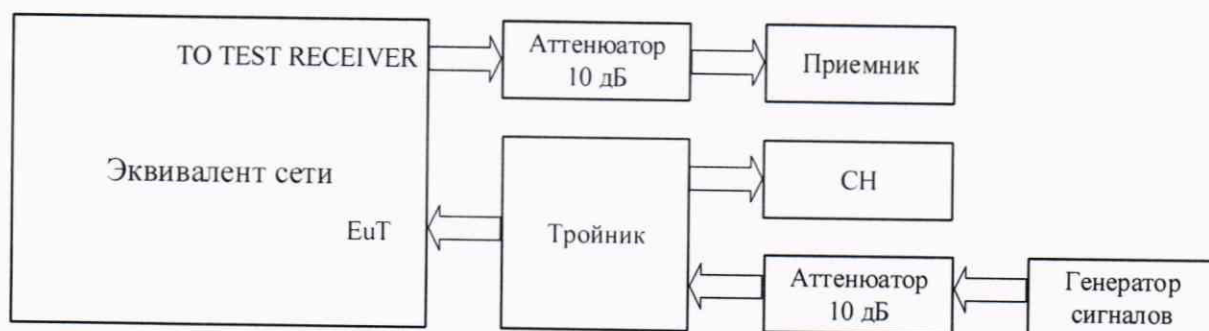 TO TEST RECEIVER
Аттенюатор
10 дБ
Приемник
Эквивалент сети
EuT
Тройник
СН
Аттенюатор
10 дБ
Генератор
сигналов